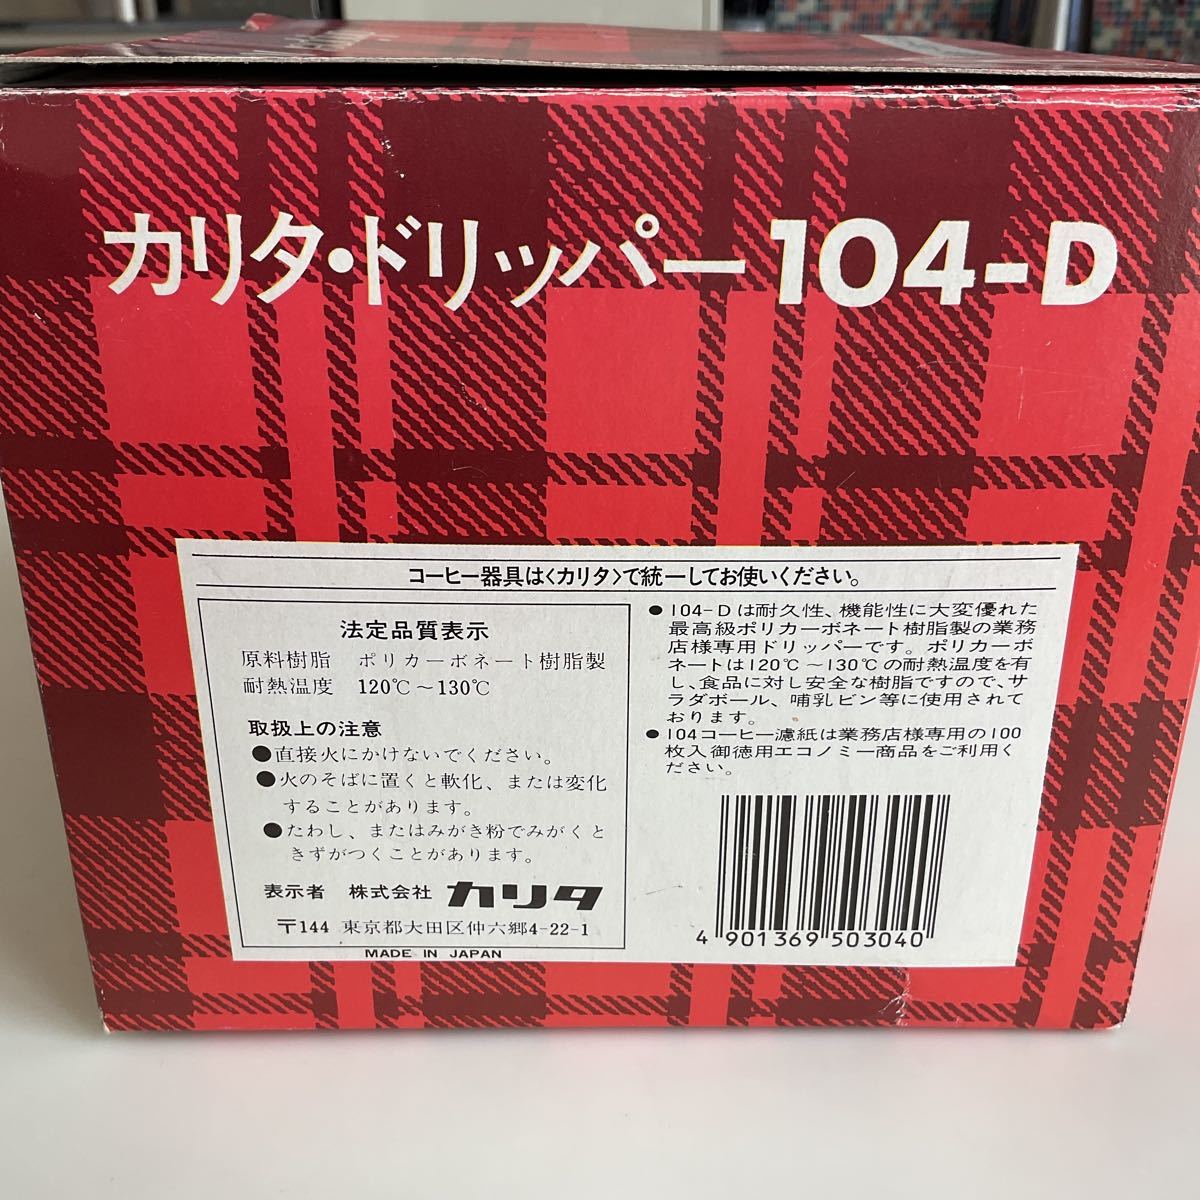 カリタ・ドリッパー104-D
コーヒー器具は〈カリタ〉で統一してお使いください。
法定品質表示
原料樹脂 ポリカーボネート樹脂製
耐熱温度 120℃〜130℃
取扱上の注意
●直接火にかけないでください。
●火のそばに置くと軟化、または変化
することがあります。
●たわし、またはみがき粉でみがくと
きずがつくことがあります。
表示者 株式会社 カリタ
〒144 東京都大田区仲六郷4-22-1
MADE IN JAPAN
●104-Dは耐久性、機能性に大変優れた
最高級ポリカーボネート樹脂製の業務
店様専用ドリッパーです。ポリカーボ
ネートは120℃〜130℃の耐熱温度を有
し、食品に対し安全な樹脂ですので、サ
ラダボール、哺乳ビン等に使用されて
おります。
●104コーヒー濾紙は業務店様専用の100
枚入御徳用エコノミー商品をご利用く
ださい。
4 901369 503040